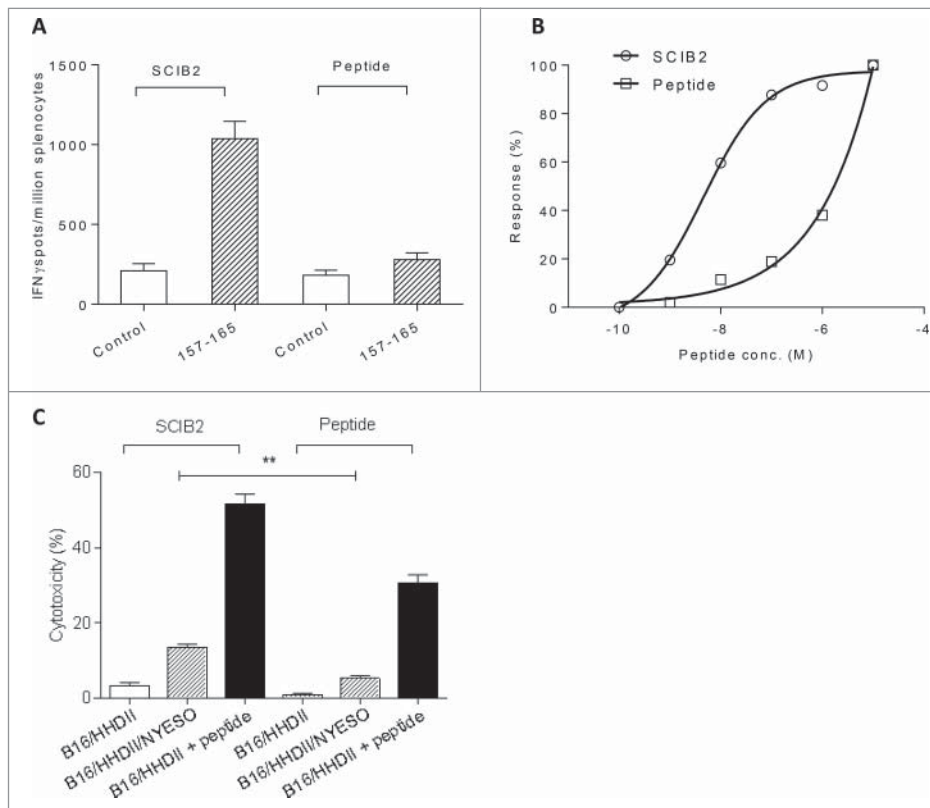 A
SCIB2
Peptide
IFNγspots/million splenocytes
1500
1000
500
0
Control
157-165
Control
157-165
B
SCIB2
Peptide
Response (%)
100
80
60
40
20
0
-10
-8
-6
-4
Peptide conc. (M)
C
SCIB2
Peptide
**
Cytotoxicity (%)
60
40
20
0
B16/HHDII
B16/HHDII/NYESO
B16/HHDII + peptide
B16/HHDII
B16/HHDII/NYESO
B16/HHDII + peptide